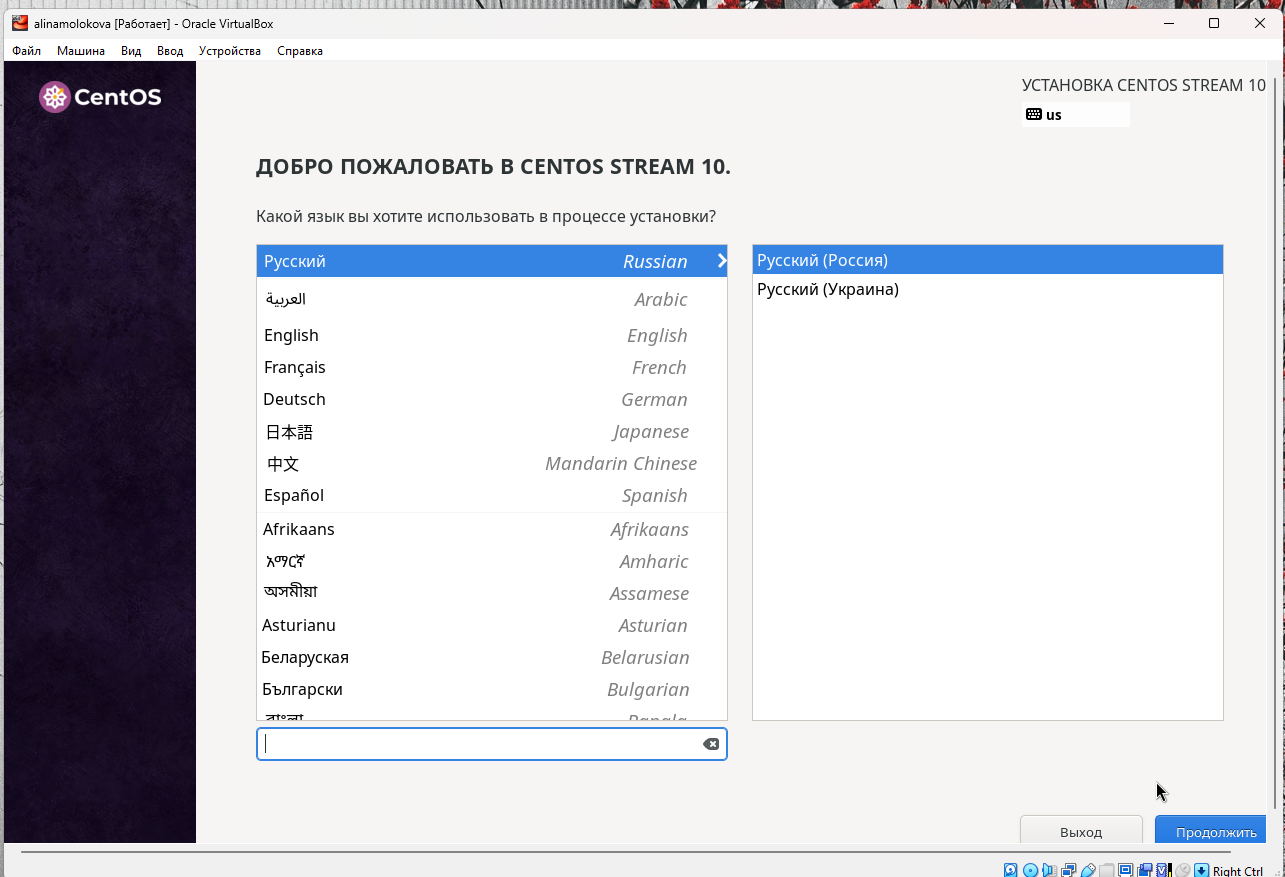 alinamolokova [Работает] - Oracle VirtualBox
Файл Машина Вид Ввод Устройства Справка
CentOS
УСТАНОВКА CENTOS STREAM 10
us
ДОБРО ПОЖАЛОВАТЬ В CENTOS STREAM 10.
Какой язык вы хотите использовать в процессе установки?
Русский Russian
العربية Arabic
English English
Français French
Deutsch German
日本語 Japanese
中文 Mandarin Chinese
Español Spanish
Afrikaans Afrikaans
አማርኛ Amharic
অসমীয়া Assamese
Asturianu Asturian
Беларуская Belarusian
Български Bulgarian
বাংলা Bangla
Русский (Россия)
Русский (Украина)
Выход Продолжить
Right Ctrl